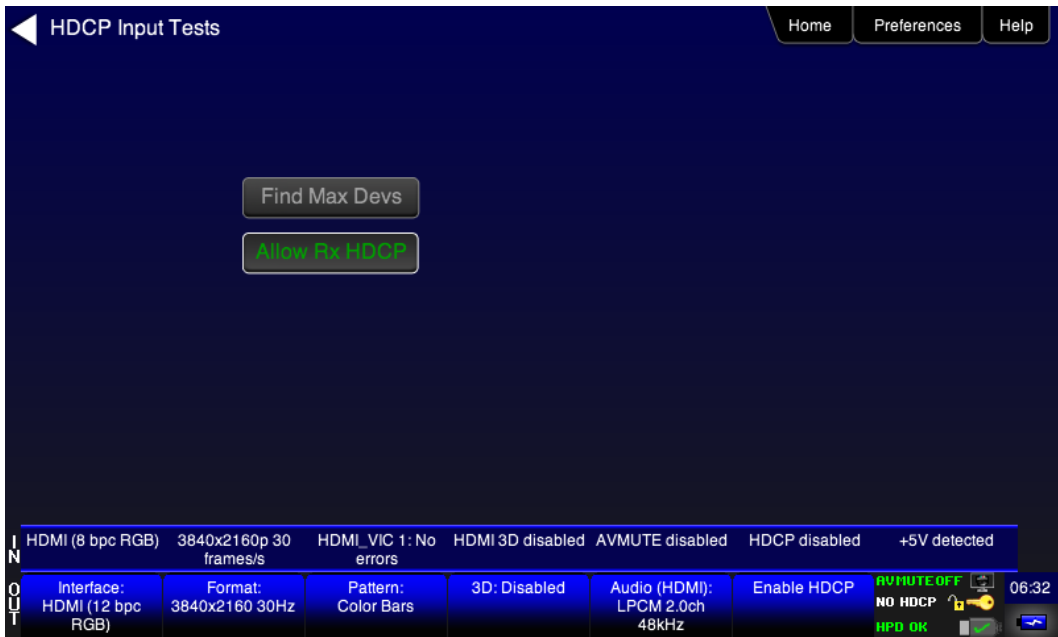 HDCP Input Tests
Home
Preferences
Help
Find Max Devs
Allow Rx HDCP
IN
HDMI (8 bpc RGB)
3840x2160p 30
frames/s
HDMI_VIC 1: No
errors
HDMI 3D disabled
AVMUTE disabled
HDCP disabled
+5V detected
OUT
Interface:
HDMI (12 bpc
RGB)
Format:
3840x2160 30Hz
Pattern:
Color Bars
3D: Disabled
Audio (HDMI):
LPCM 2.0ch
48kHz
Enable HDCP
AVMUTEOFF
NO HDCP
HPD OK
06:32